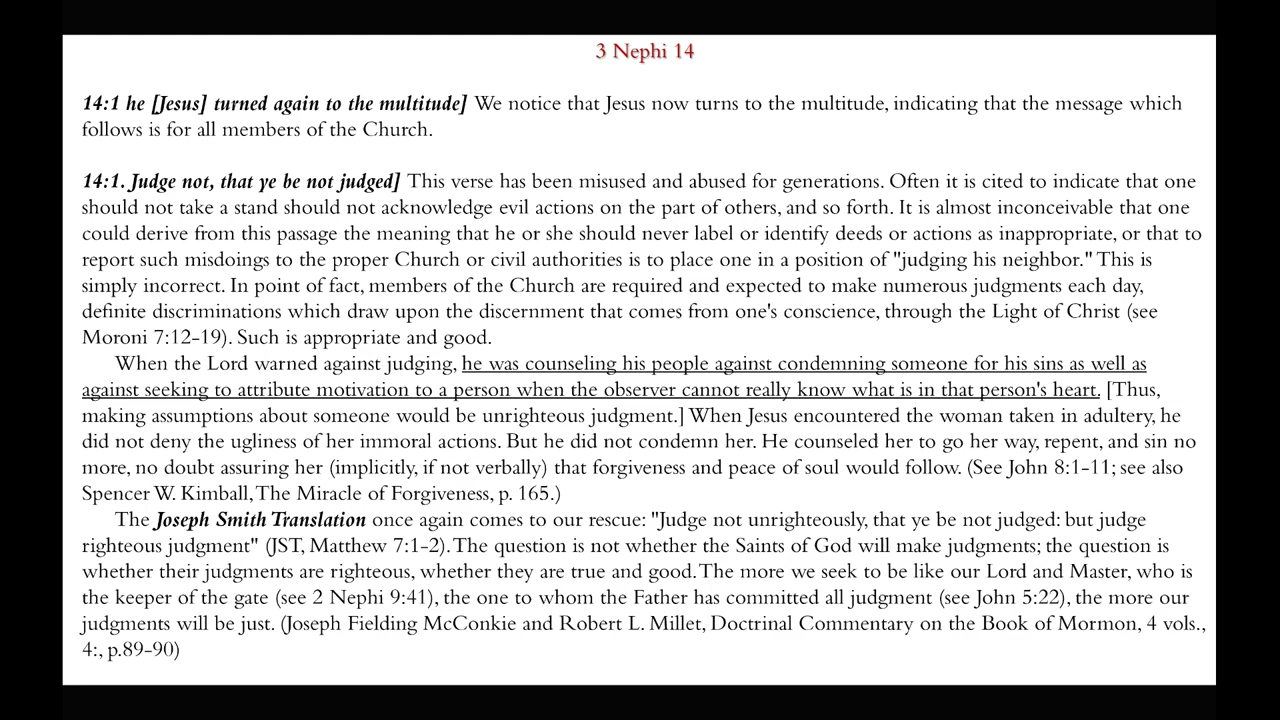 3 Nephi 14
14:1 he [Jesus] turned again to the multitude] We notice that Jesus now turns to the multitude, indicating that the message which
follows is for all members of the Church.
14:1. Judge not, that ye be not judged] This verse has been misused and abused for generations. Often it is cited to indicate that one
should not take a stand should not acknowledge evil actions on the part of others, and so forth. It is almost inconceivable that one
could derive from this passage the meaning that he or she should never label or identify deeds or actions as inappropriate, or that to
report such misdoings to the proper Church or civil authorities is to place one in a position of "judging his neighbor." This is
simply incorrect. In point of fact, members of the Church are required and expected to make numerous judgments each day,
definite discriminations which draw upon the discernment that comes from one's conscience, through the Light of Christ (see
Moroni 7:12-19). Such is appropriate and good.
When the Lord warned against judging, he was counseling his people against condemning someone for his sins as well as
against seeking to attribute motivation to a person when the observer cannot really know what is in that person's heart. [Thus,
making assumptions about someone would be unrighteous judgment.] When Jesus encountered the woman taken in adultery, he
did not deny the ugliness of her immoral actions. But he did not condemn her. He counseled her to go her way, repent, and sin no
more, no doubt assuring her (implicitly, if not verbally) that forgiveness and peace of soul would follow. (See John 8:1-11; see also
Spencer W. Kimball, The Miracle of Forgiveness, p. 165.)
The Joseph Smith Translation once again comes to our rescue: "Judge not unrighteously, that ye be not judged: but judge
righteous judgment" (JST, Matthew 7:1-2). The question is not whether the Saints of God will make judgments; the question is
whether their judgments are righteous, whether they are true and good. The more we seek to be like our Lord and Master, who is
the keeper of the gate (see 2 Nephi 9:41), the one to whom the Father has committed all judgment (see John 5:22), the more our
judgments will be just. (Joseph Fielding McConkie and Robert L. Millet, Doctrinal Commentary on the Book of Mormon, 4 vols.,
4:, p.89-90)